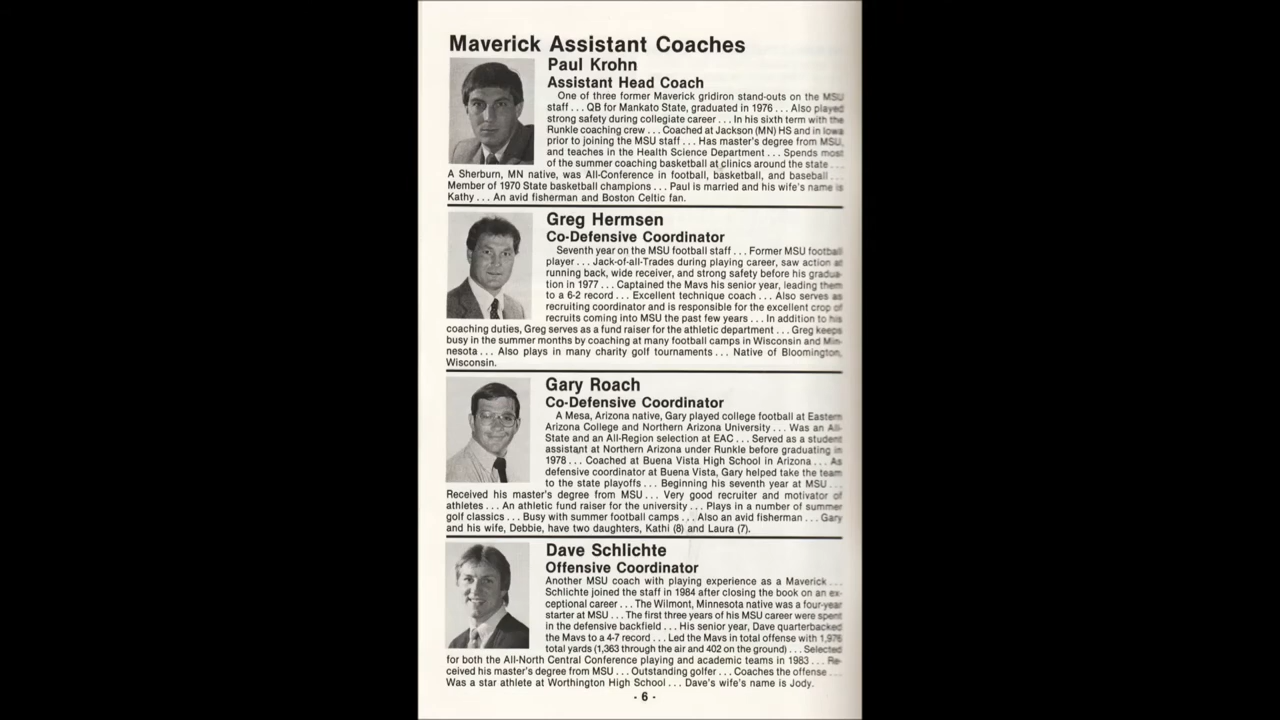 Maverick Assistant Coaches
Paul Krohn
Assistant Head Coach
One of three former Maverick gridiron stand-outs on the MSU
staff . . . QB for Mankato State, graduated in 1976 . . . Also played
strong safety during collegiate career . . . In his sixth term with the
Runkle coaching crew . . . Coached at Jackson (MN) HS and in Iowa
prior to joining the MSU staff . . . Has master's degree from MSU,
and teaches in the Health Science Department . . . Spends most
of the summer coaching basketball at clinics around the state . . .
A Sherburn, MN native, was All-Conference in football, basketball, and baseball . . .
Member of 1970 State basketball champions . . . Paul is married and his wife's name is
Kathy . . . An avid fisherman and Boston Celtic fan.
Greg Hermsen
Co-Defensive Coordinator
Seventh year on the MSU football staff . . . Former MSU football
player . . . Jack-of-all-Trades during playing career, saw action at
running back, wide receiver, and strong safety before his gradua-
tion in 1977 . . . Captained the Mavs his senior year, leading them
to a 6-2 record . . . Excellent technique coach . . . Also serves as
recruiting coordinator and is responsible for the excellent crop of
recruits coming into MSU the past few years . . . In addition to his
coaching duties, Greg serves as a fund raiser for the athletic department . . . Greg keeps
busy in the summer months by coaching at many football camps in Wisconsin and Min-
nesota . . . Also plays in many charity golf tournaments . . . Native of Bloomington,
Wisconsin.
Gary Roach
Co-Defensive Coordinator
A Mesa, Arizona native, Gary played college football at Eastern
Arizona College and Northern Arizona University . . . Was an All-
State and an All-Region selection at EAC . . . Served as a student
assistant at Northern Arizona under Runkle before graduating in
1978 . . . Coached at Buena Vista High School in Arizona . . . As
defensive coordinator at Buena Vista, Gary helped take the team
to the state playoffs . . . Beginning his seventh year at MSU . . .
Received his master's degree from MSU . . . Very good recruiter and motivator of
athletes . . . An athletic fund raiser for the university . . . Plays in a number of summer
golf classics . . . Busy with summer football camps . . . Also an avid fisherman . . . Gary
and his wife, Debbie, have two daughters, Kathi (8) and Laura (7).
Dave Schlichte
Offensive Coordinator
Another MSU coach with playing experience as a Maverick . . .
Schlichte joined the staff in 1984 after closing the book on an ex-
ceptional career . . . The Wilmont, Minnesota native was a four-year
starter at MSU . . . The first three years of his MSU career were spent
in the defensive backfield . . . His senior year, Dave quarterbacked
the Mavs to a 4-7 record . . . Led the Mavs in total offense with 1,976
total yards (1,363 through the air and 402 on the ground) . . . Selected
for both the All-North Central Conference playing and academic teams in 1983 . . . Re-
ceived his master's degree from MSU . . . Outstanding golfer . . . Coaches the offense . . .
Was a star athlete at Worthington High School . . . Dave's wife's name is Jody.
- 6 -